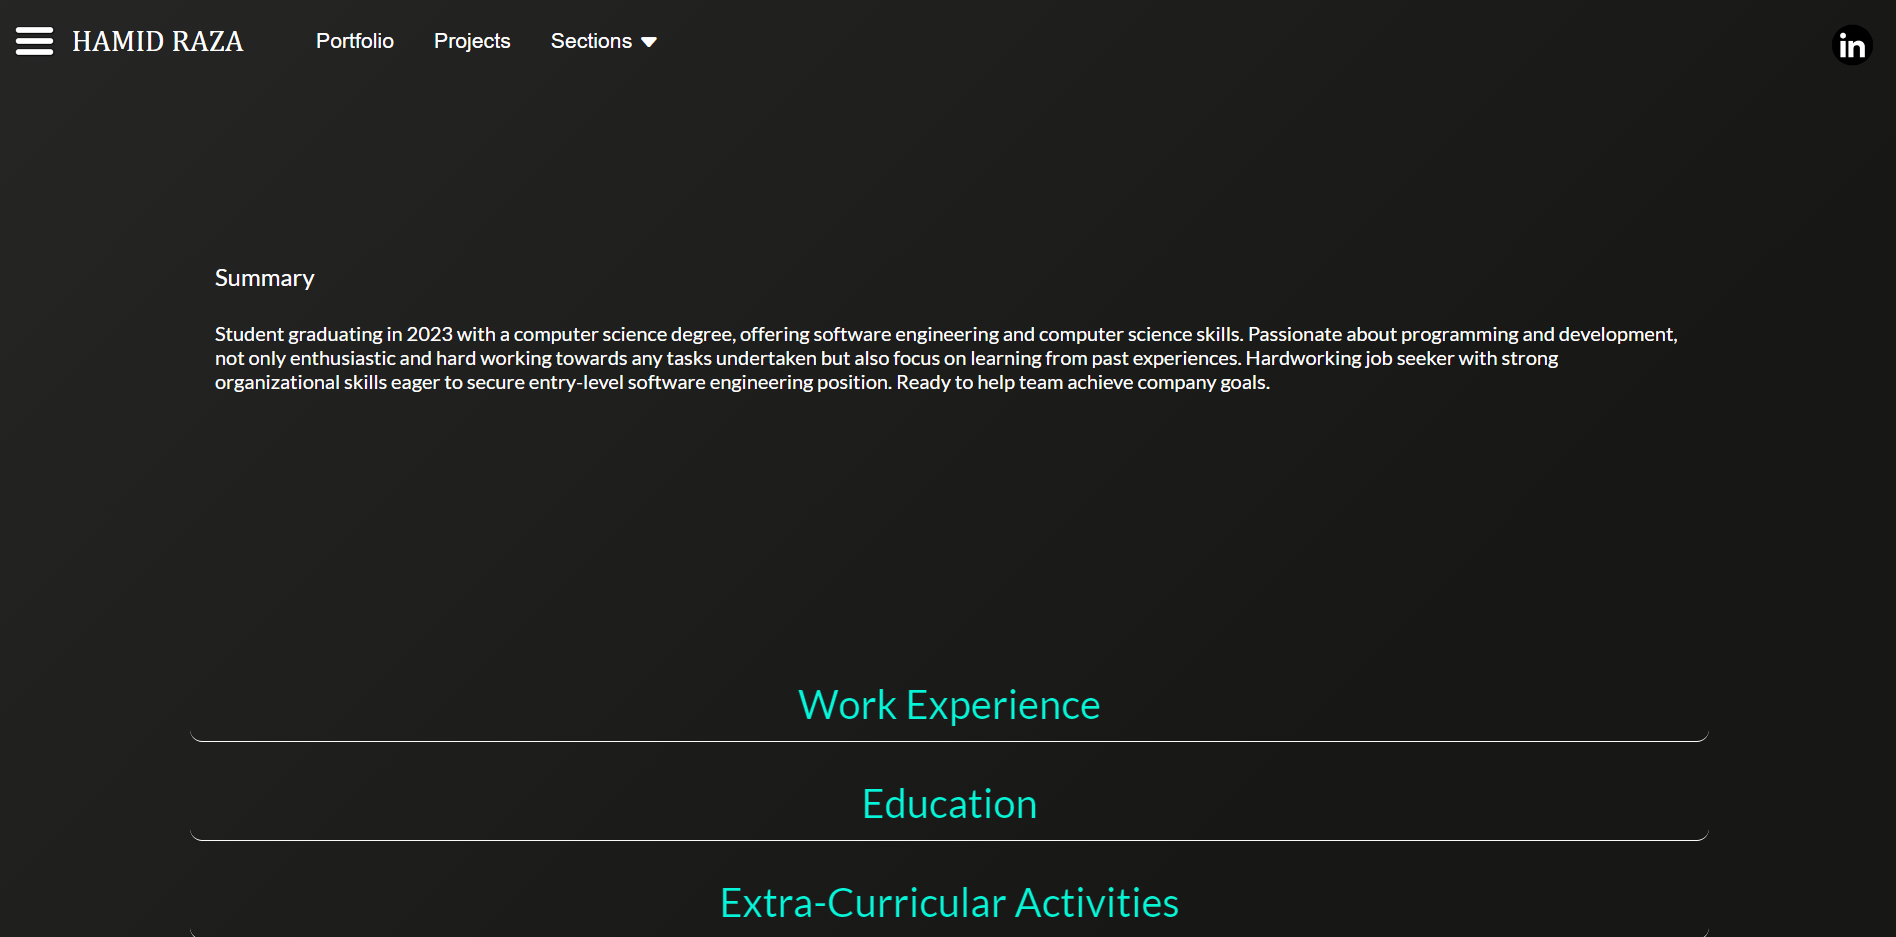 HAMID RAZA Portfolio Projects Sections
in
Summary
Student graduating in 2023 with a computer science degree, offering software engineering and computer science skills. Passionate about programming and development,
not only enthusiastic and hard working towards any tasks undertaken but also focus on learning from past experiences. Hardworking job seeker with strong
organizational skills eager to secure entry-level software engineering position. Ready to help team achieve company goals.
Work Experience
Education
Extra-Curricular Activities